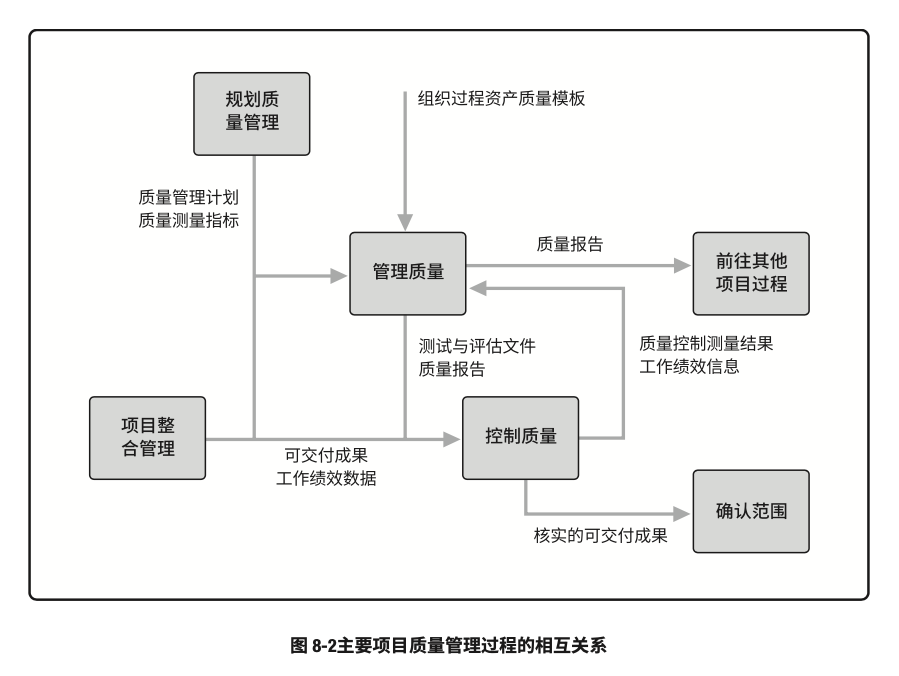 规划质
量管理
组织过程资产质量模板
质量管理计划
质量测量指标
管理质量
质量报告
前往其他
项目过程
测试与评估文件
质量报告
质量控制测量结果
工作绩效信息
项目整
合管理
可交付成果
工作绩效数据
控制质量
核实的可交付成果
确认范围
图 8-2主要项目质量管理过程的相互关系